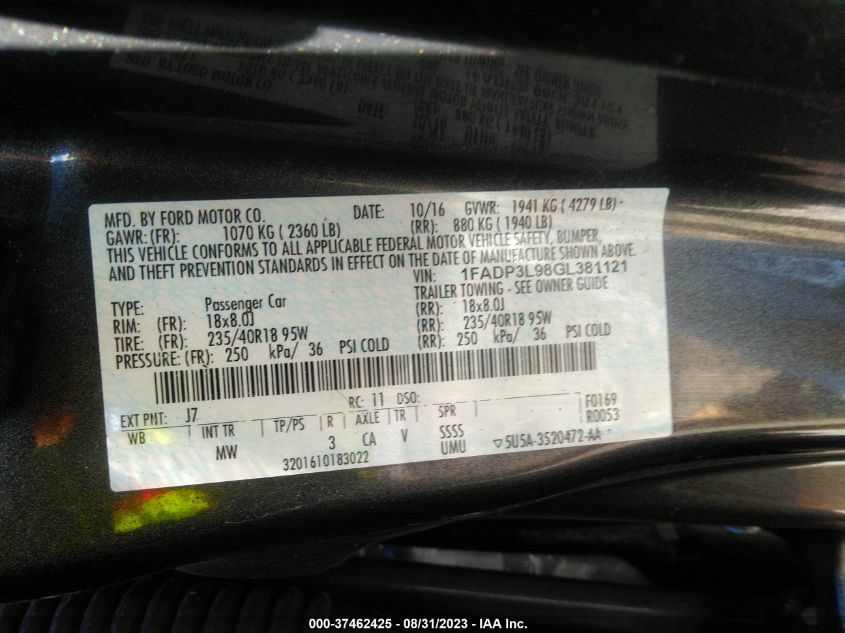 MFD. BY FORD MOTOR CO. DATE: 10/16 GVWR: 1941 KG ( 4279 LB)
GAWR: (FR): 1070 KG ( 2360 LB) (RR): 880 KG ( 1940 LB)
THIS VEHICLE CONFORMS TO ALL APPLICABLE FEDERAL MOTOR VEHICLE SAFETY, BUMPER,
AND THEFT PREVENTION STANDARDS IN EFFECT ON THE DATE OF MANUFACTURE SHOWN ABOVE.
VIN: 1FADP3L98GL381121
TYPE: Passenger Car TRAILER TOWING - SEE OWNER GUIDE
RIM: (FR): 18x8.0J (RR): 18x8.0J
TIRE: (FR): 235/40R18 95W (RR): 235/40R18 95W
PRESSURE: (FR): 250 kPa/ 36 PSI COLD (RR): 250 kPa/ 36 PSI COLD
EXT PNT: J7 RC: 11 DSO: F0169
WB | INT TR | TP/PS | R | AXLE | TR | SPR R0053
MW 3 CA V SSSS
3201610183022 UMU ▽5U5A-3520472-AA
000-37462425 - 08/31/2023 - IAA Inc.